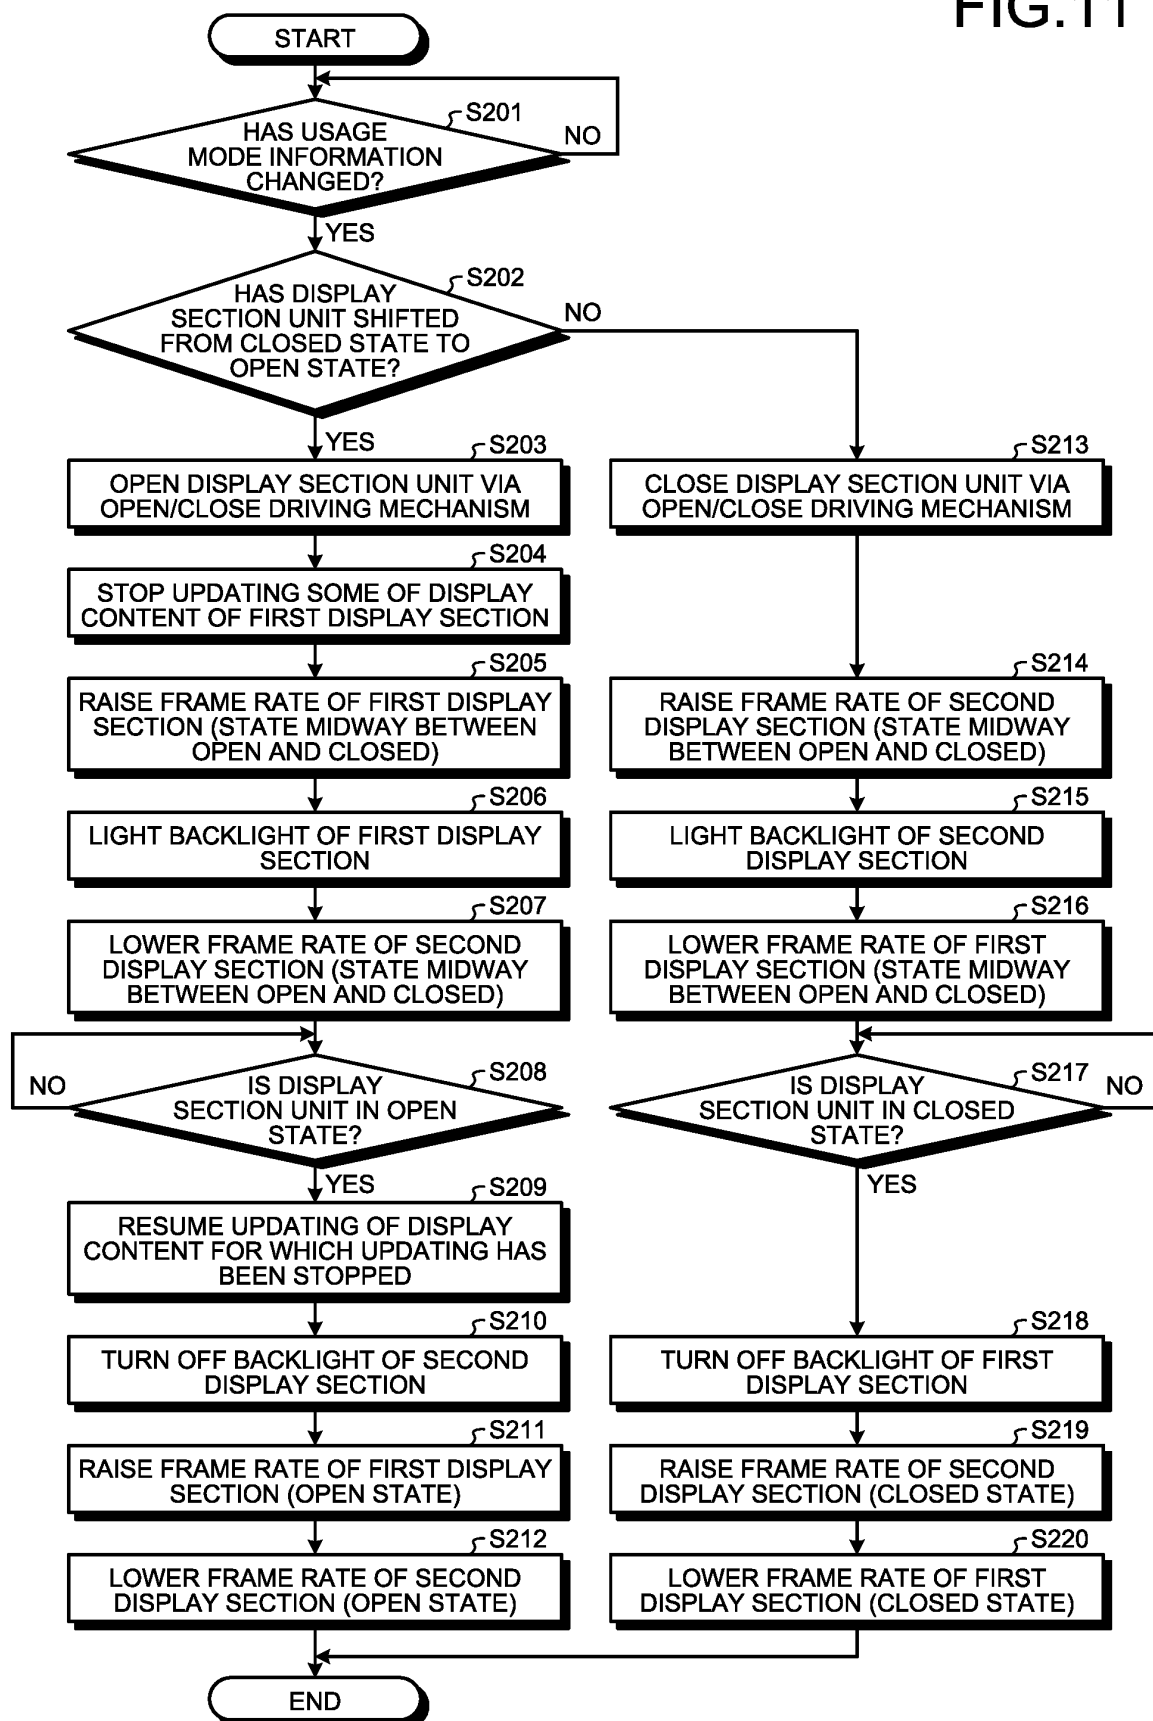 FIG.11
START
S201
HAS USAGE
MODE INFORMATION
CHANGED?
NO
YES
S202
HAS DISPLAY
SECTION UNIT SHIFTED
FROM CLOSED STATE TO
OPEN STATE?
NO
YES
S203
OPEN DISPLAY SECTION UNIT VIA
OPEN/CLOSE DRIVING MECHANISM
S204
STOP UPDATING SOME OF DISPLAY
CONTENT OF FIRST DISPLAY SECTION
S205
RAISE FRAME RATE OF FIRST DISPLAY
SECTION (STATE MIDWAY BETWEEN
OPEN AND CLOSED)
S206
LIGHT BACKLIGHT OF FIRST DISPLAY
SECTION
S207
LOWER FRAME RATE OF SECOND
DISPLAY SECTION (STATE MIDWAY
BETWEEN OPEN AND CLOSED)
S208
IS DISPLAY
SECTION UNIT IN OPEN
STATE?
NO
YES
S209
RESUME UPDATING OF DISPLAY
CONTENT FOR WHICH UPDATING HAS
BEEN STOPPED
S210
TURN OFF BACKLIGHT OF SECOND
DISPLAY SECTION
S211
RAISE FRAME RATE OF FIRST DISPLAY
SECTION (OPEN STATE)
S212
LOWER FRAME RATE OF SECOND
DISPLAY SECTION (OPEN STATE)
S213
CLOSE DISPLAY SECTION UNIT VIA
OPEN/CLOSE DRIVING MECHANISM
S214
RAISE FRAME RATE OF SECOND
DISPLAY SECTION (STATE MIDWAY
BETWEEN OPEN AND CLOSED)
S215
LIGHT BACKLIGHT OF SECOND
DISPLAY SECTION
S216
LOWER FRAME RATE OF FIRST
DISPLAY SECTION (STATE MIDWAY
BETWEEN OPEN AND CLOSED)
S217
IS DISPLAY
SECTION UNIT IN CLOSED
STATE?
NO
YES
S218
TURN OFF BACKLIGHT OF FIRST
DISPLAY SECTION
S219
RAISE FRAME RATE OF SECOND
DISPLAY SECTION (CLOSED STATE)
S220
LOWER FRAME RATE OF FIRST
DISPLAY SECTION (CLOSED STATE)
END